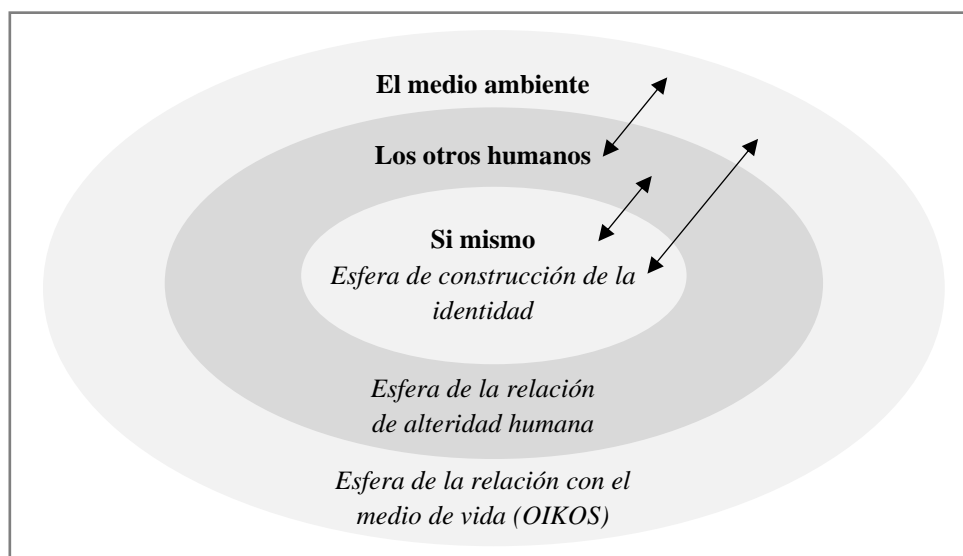 El medio ambiente
Los otros humanos
Si mismo
Esfera de construcción de la
identidad
Esfera de la relación
de alteridad humana
Esfera de la relación con el
medio de vida (OIKOS)